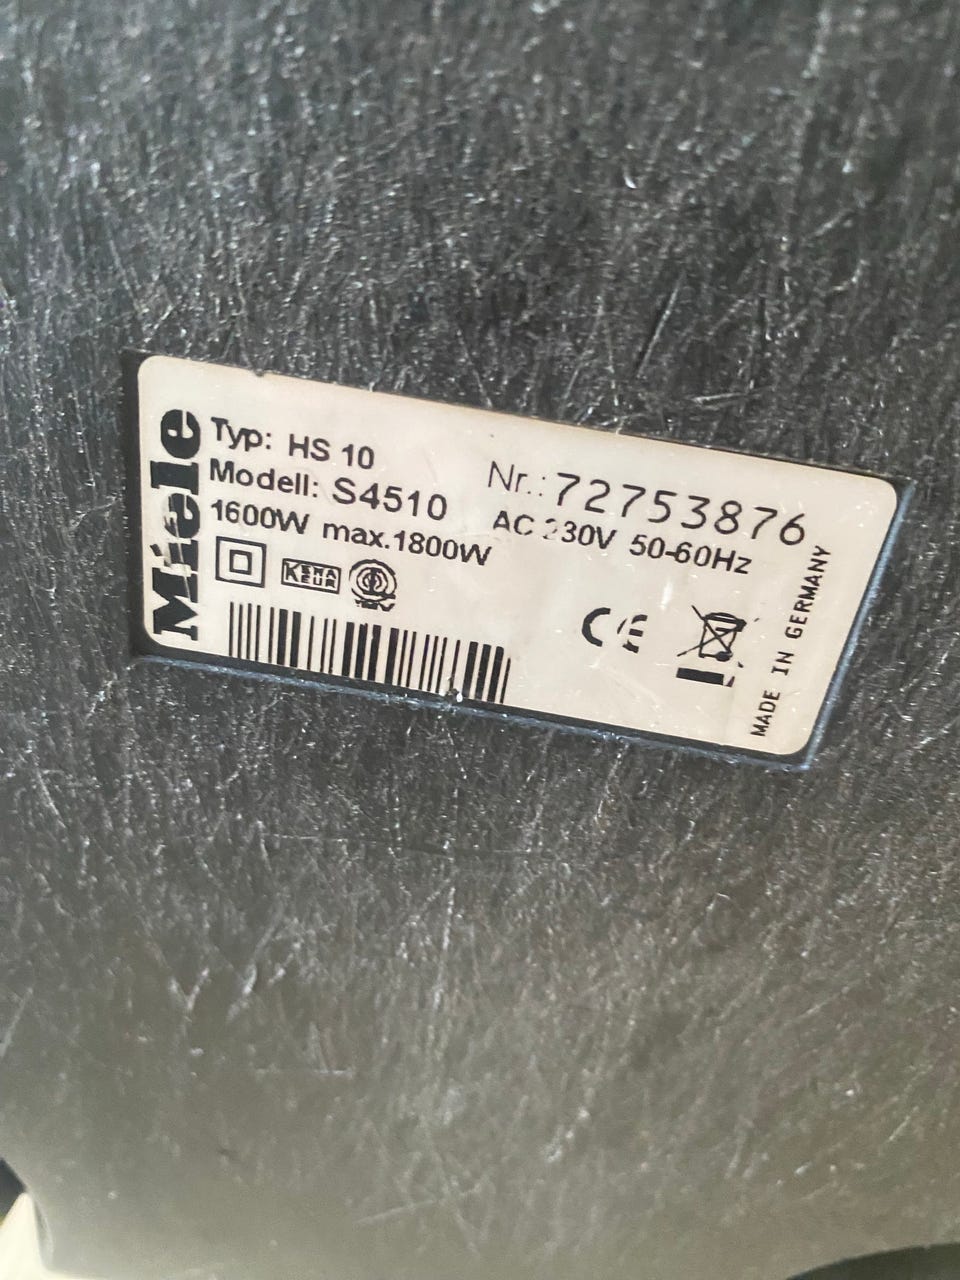 Miele
Typ: HS 10
Modell: S4510
1600W max.1800W
Nr.: 72753876
AC 230V 50-60Hz
KEMA
EUR
CE
MADE IN GERMANY